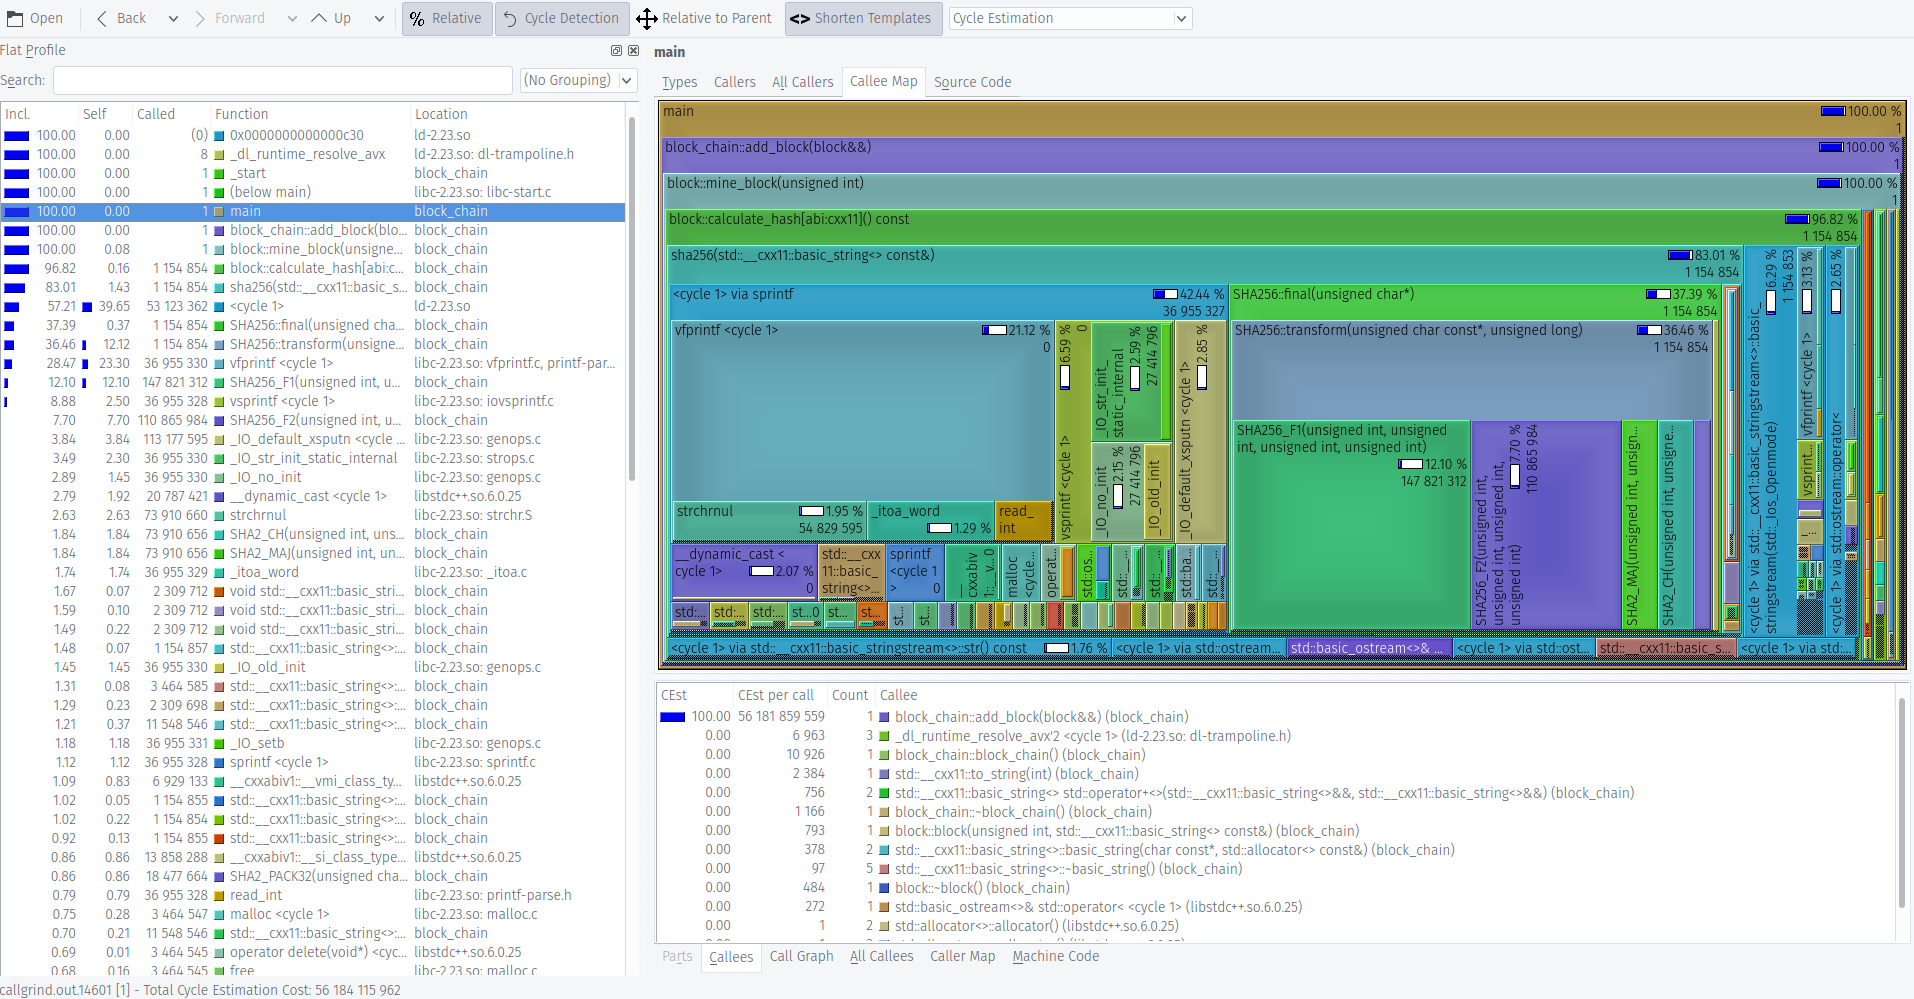 Open Back Forward Up Relative Cycle Detection Relative to Parent Shorten Templates Cycle Estimation
Flat Profile
Search: (No Grouping)
Incl. Self Called Function Location
100.00 0.00 (0) 0x0000000000000c30 ld-2.23.so
100.00 0.00 8 _dl_runtime_resolve_avx ld-2.23.so: dl-trampoline.h
100.00 0.00 1 _start block_chain
100.00 0.00 1 (below main) libc-2.23.so: libc-start.c
100.00 0.00 1 main block_chain
100.00 0.00 1 block_chain::add_block(blo... block_chain
100.00 0.08 1 block::mine_block(unsigne... block_chain
96.82 0.16 1 154 854 block::calculate_hash[abi:c... block_chain
83.01 1.43 1 154 854 sha256(std::__cxx11::basic_s... block_chain
57.21 39.65 53 123 362 <cycle 1> ld-2.23.so
37.39 0.37 1 154 854 SHA256::final(unsigned cha... block_chain
36.46 12.12 1 154 854 SHA256::transform(unsigne... block_chain
28.47 23.30 36 955 330 vfprintf <cycle 1> libc-2.23.so: vfprintf.c, printf-par...
12.10 12.10 147 821 312 SHA256_F1(unsigned int, u... block_chain
8.88 2.50 36 955 328 vsprintf <cycle 1> libc-2.23.so: iovsprintf.c
7.70 7.70 110 865 984 SHA256_F2(unsigned int, u... block_chain
3.84 3.84 113 177 595 _IO_default_xsputn <cycle ... libc-2.23.so: genops.c
3.49 2.30 36 955 330 _IO_str_init_static_internal libc-2.23.so: strops.c
2.89 1.45 36 955 330 _IO_no_init libc-2.23.so: genops.c
2.79 1.92 20 787 421 __dynamic_cast <cycle 1> libstdc++.so.6.0.25
2.63 2.63 73 910 660 strchrnul libc-2.23.so: strchr.S
1.84 1.84 73 910 656 SHA2_CH(unsigned int, uns... block_chain
1.84 1.84 73 910 656 SHA2_MAJ(unsigned int, un... block_chain
1.74 1.74 36 955 329 _itoa_word libc-2.23.so: _itoa.c
1.67 0.07 2 309 712 void std::__cxx11::basic_stri... block_chain
1.59 0.10 2 309 712 void std::__cxx11::basic_stri... block_chain
1.49 0.22 2 309 712 void std::__cxx11::basic_stri... block_chain
1.48 0.07 1 154 857 std::__cxx11::basic_string<>:... block_chain
1.45 1.45 36 955 330 _IO_old_init libc-2.23.so: genops.c
1.31 0.08 3 464 585 std::__cxx11::basic_string<>:... block_chain
1.29 0.23 2 309 698 std::__cxx11::basic_string<>:... block_chain
1.21 0.37 11 548 546 std::__cxx11::basic_string<>:... block_chain
1.18 1.18 36 955 331 _IO_setb libc-2.23.so: genops.c
1.12 1.12 36 955 328 sprintf <cycle 1> libc-2.23.so: sprintf.c
1.09 0.83 6 929 133 __cxxabiv1::__vmi_class_ty... libstdc++.so.6.0.25
1.02 0.05 1 154 855 std::__cxx11::basic_string<>:... block_chain
1.02 0.22 1 154 854 std::__cxx11::basic_string<>:... block_chain
0.92 0.13 1 154 855 std::__cxx11::basic_string<>:... block_chain
0.86 0.86 13 858 288 __cxxabiv1::__si_class_type... libstdc++.so.6.0.25
0.86 0.86 18 477 664 SHA2_PACK32(unsigned cha... block_chain
0.79 0.79 36 955 328 read_int libc-2.23.so: printf-parse.h
0.75 0.28 3 464 547 malloc <cycle 1> libc-2.23.so: malloc.c
0.70 0.21 11 548 546 std::__cxx11::basic_string<>:... block_chain
0.69 0.01 3 464 545 operator delete(void*) <cyc... libstdc++.so.6.0.25
0.68 0.16 3 464 545 free libc-2.23.so: malloc.c
callgrind.out.14601 [1] - Total Cycle Estimation Cost: 56 184 115 962
main
Types Callers All Callers Callee Map Source Code
main 100.00 %
1
block_chain::add_block(block&&) 100.00 %
1
block::mine_block(unsigned int) 100.00 %
1
block::calculate_hash[abi:cxx11]() const 96.82 %
1 154 854
sha256(std::__cxx11::basic_string<> const&) 83.01 %
1 154 854
<cycle 1> via sprintf 42.44 %
36 955 327
SHA256::final(unsigned char*) 37.39 %
1 154 854
vfprintf <cycle 1> 21.12 %
0
vsprintf <cycle 1> 6.59 %
0
_IO_str_init_
static_internal 2.59 %
27 414 796
_IO_no_init 2.15 %
27 414 796
_IO_old_init
_IO_default_xsputn <cycle 1> 2.85 %
SHA256::transform(unsigned char const*, unsigned long) 36.46 %
1 154 854
SHA256_F1(unsigned int, unsigned
int, unsigned int, unsigned int)
12.10 %
147 821 312
SHA256_F2(unsigned int,
unsigned int, unsigned int,
unsigned int)
7.70 %
110 865 984
SHA2_MAJ(unsigned int, unsign...
SHA2_CH(unsigned int, unsigne...
<cycle 1> via std::__cxx11::basic_stringstream<>::basic_
stringstream(std::_Ios_Openmode) 6.29 %
1 154 853
vfprintf <cycle 1> 3.13 %
vsprint...
<cycle 1> via std::ostream::operator< 2.65 %
strchrnul 1.95 %
54 829 595
_itoa_word
1.29 %
read_
int
__dynamic_cast <
cycle 1> 2.07 %
0
std::__cxx
11::basic_
string<>...
sprintf
<cycle 1
> 0
__cxxabiv
1::__v...0
malloc
<cycle...
operat...
std::os...
std::__...
std::__...
std::ba...
std::_...
std:... std:... std:... st...0 st... st... st... st...
<cycle 1> via std::__cxx11::basic_stringstream<>::str() const 1.76 % <cycle 1> via std::ostream... std::basic_ostream<>& ... <cycle 1> via std::ost... std::__cxx11::basic_s... <cycle 1> via std:...
CEst CEst per call Count Callee
100.00 56 181 859 559 1 block_chain::add_block(block&&) (block_chain)
0.00 6 963 3 _dl_runtime_resolve_avx'2 <cycle 1> (ld-2.23.so: dl-trampoline.h)
0.00 10 926 1 block_chain::block_chain() (block_chain)
0.00 2 384 1 std::__cxx11::to_string(int) (block_chain)
0.00 756 2 std::__cxx11::basic_string<> std::operator+<>(std::__cxx11::basic_string<>&&, std::__cxx11::basic_string<>&&) (block_chain)
0.00 1 166 1 block_chain::~block_chain() (block_chain)
0.00 793 1 block::block(unsigned int, std::__cxx11::basic_string<> const&) (block_chain)
0.00 378 2 std::__cxx11::basic_string<>::basic_string(char const*, std::allocator<> const&) (block_chain)
0.00 97 5 std::__cxx11::basic_string<>::~basic_string() (block_chain)
0.00 484 1 block::~block() (block_chain)
0.00 272 1 std::basic_ostream<>& std::operator< <cycle 1> (libstdc++.so.6.0.25)
0.00 1 2 std::allocator<>::allocator() (libstdc++.so.6.0.25)
Parts Callees Call Graph All Callees Caller Map Machine Code